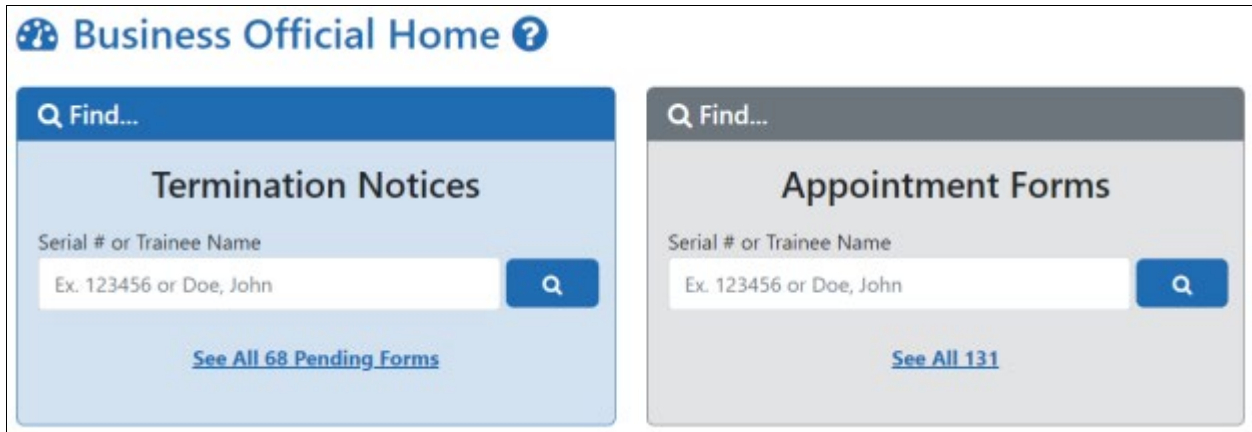 Business Official Home
Find...
Termination Notices
Serial # or Trainee Name
Ex. 123456 or Doe, John
See All 68 Pending Forms
Find...
Appointment Forms
Serial # or Trainee Name
Ex. 123456 or Doe, John
See All 131